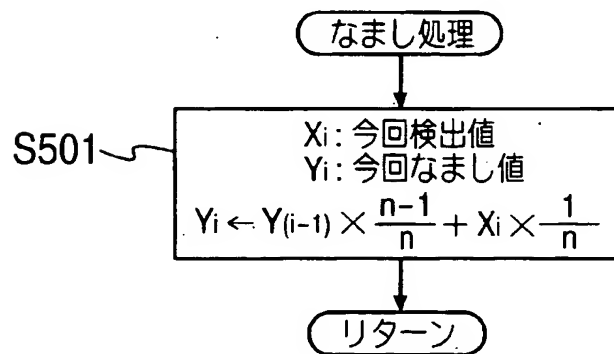 なまし処理
S501
Xi : 今回検出値
Yi : 今回なまし値
Yi ← Y(i-1) × n-1/n + Xi × 1/n
リターン